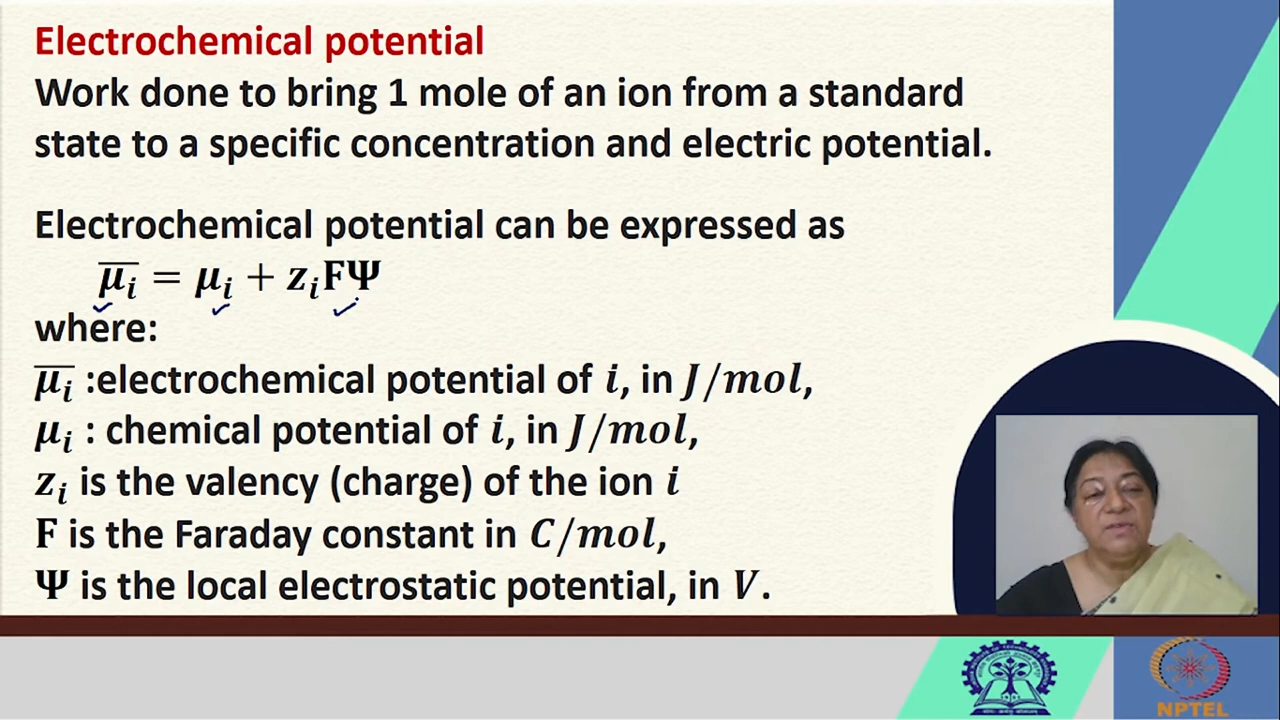 Electrochemical potential
Work done to bring 1 mole of an ion from a standard
state to a specific concentration and electric potential.
Electrochemical potential can be expressed as
μ̅ᵢ = μᵢ + zᵢFΨ
where:
μ̅ᵢ :electrochemical potential of i, in J/mol,
μᵢ : chemical potential of i, in J/mol,
zᵢ is the valency (charge) of the ion i
F is the Faraday constant in C/mol,
Ψ is the local electrostatic potential, in V.
NPTEL